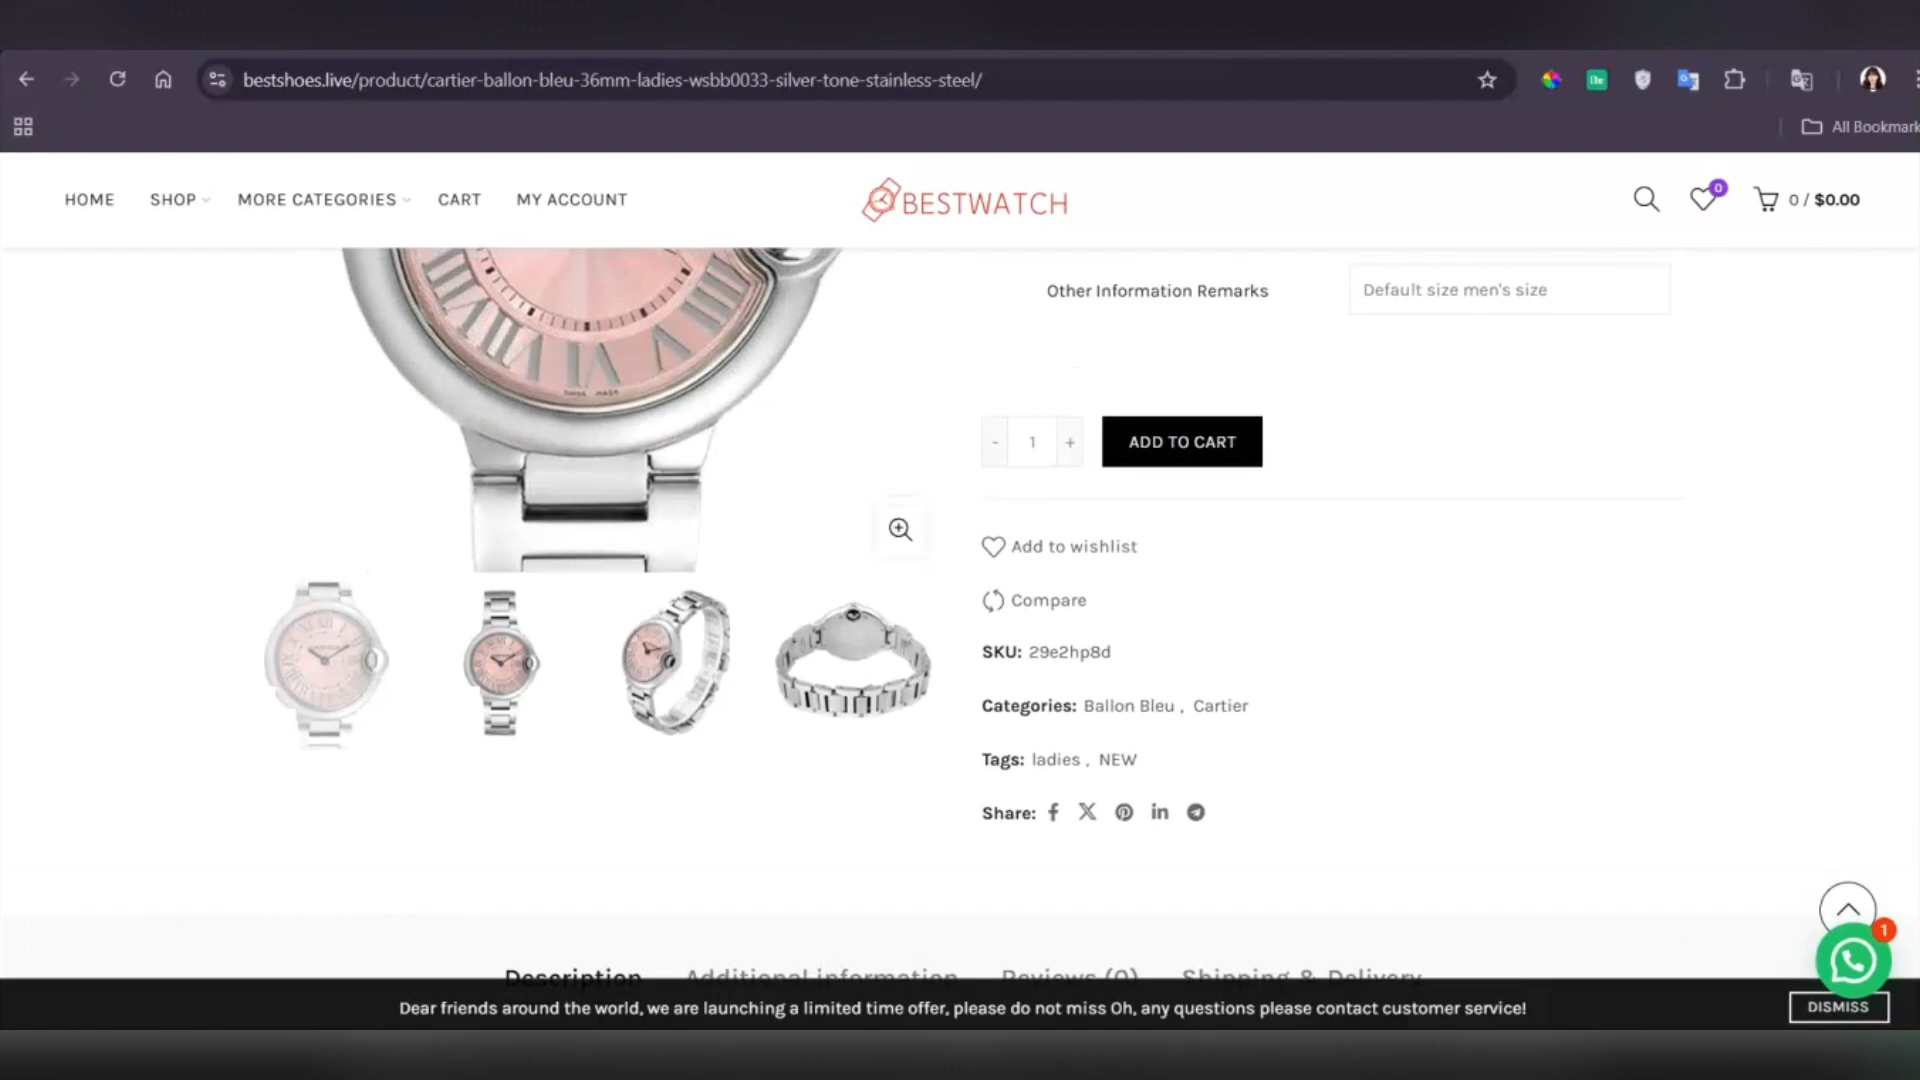 bestshoes.live/product/cartier-ballon-bleu-36mm-ladies-wsbb0033-silver-tone-stainless-steel/
All Bookmark
HOME SHOP MORE CATEGORIES CART MY ACCOUNT
BESTWATCH
0
0 / $0.00
Other Information Remarks
Default size men's size
- 1 +
ADD TO CART
Add to wishlist
Compare
SKU: 29e2hp8d
Categories: Ballon Bleu , Cartier
Tags: ladies , NEW
Share:
1
Description Additional information Reviews (0) Shipping & Delivery
Dear friends around the world, we are launching a limited time offer, please do not miss Oh, any questions please contact customer service!
DISMISS